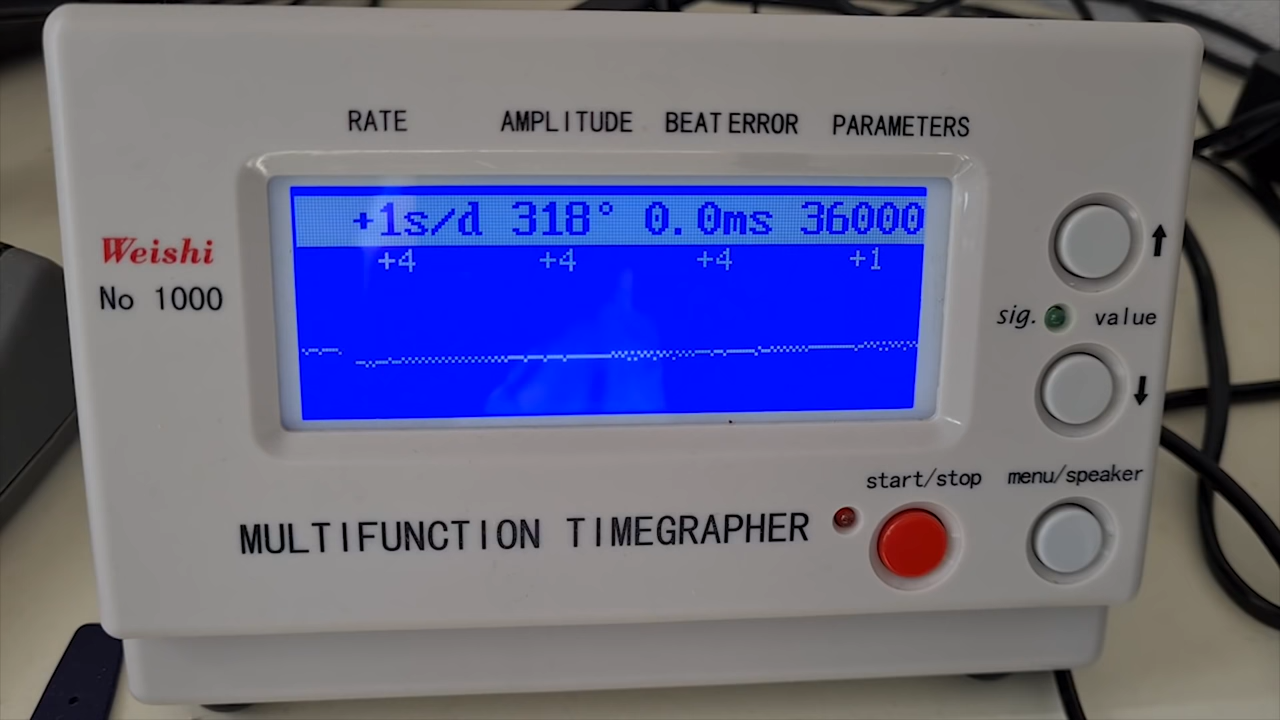 RATE AMPLITUDE BEAT ERROR PARAMETERS
+1s/d 318° 0.0ms 36000
+4 +4 +4 +1
Weishi
No 1000
sig. value
start/stop menu/speaker
MULTIFUNCTION TIMEGRAPHER